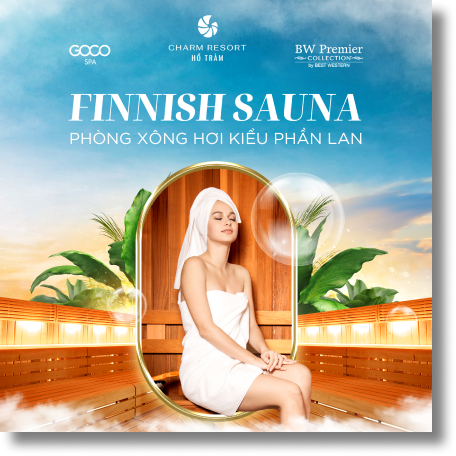 GOCO
SPA
CHARM RESORT
HỒ TRÀM
BW Premier
COLLECTION
by BEST WESTERN
FINNISH SAUNA
PHÒNG XÔNG HƠI KIỂU PHẦN LAN